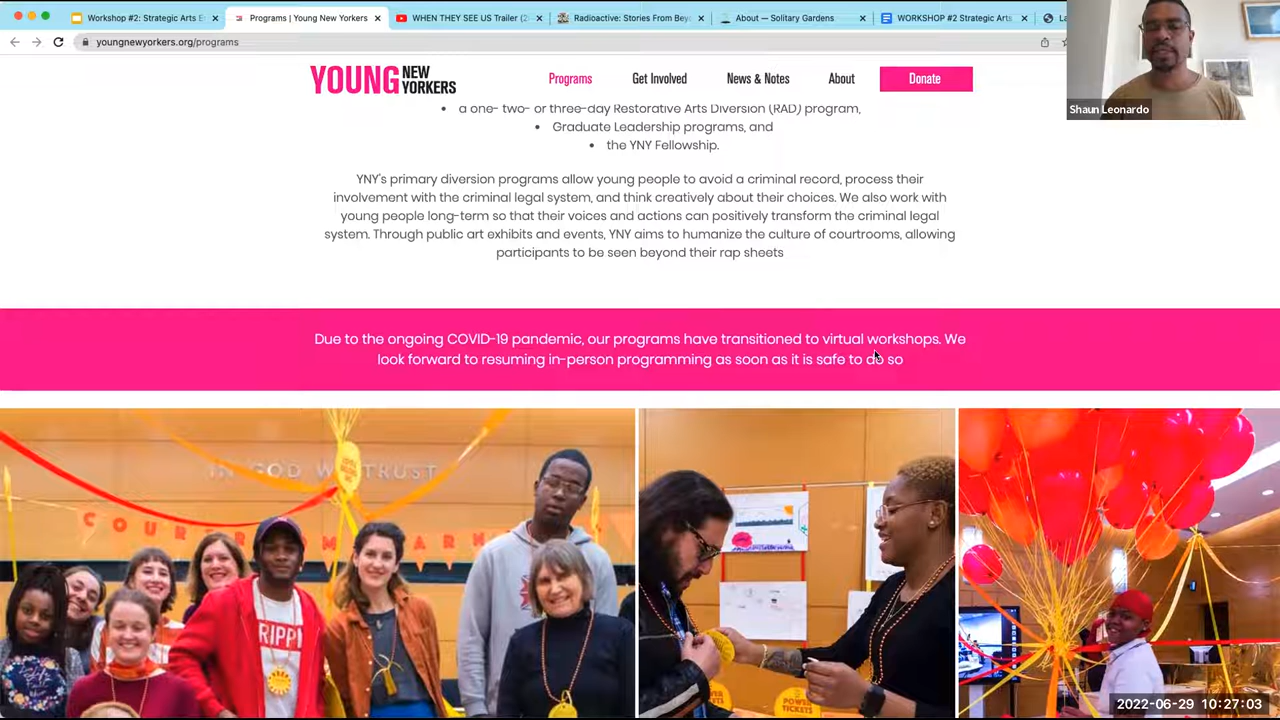 Workshop #2: Strategic Arts E
Programs | Young New Yorkers
WHEN THEY SEE US Trailer (2
Radioactive: Stories From Bey
About — Solitary Gardens
WORKSHOP #2 Strategic Arts
La
youngnewyorkers.org/programs
YOUNG NEW YORKERS
Programs
Get Involved
News & Notes
About
Donate
Shaun Leonardo
• a one- two- or three-day Restorative Arts Diversion (RAD) program,
• Graduate Leadership programs, and
• the YNY Fellowship.
YNY's primary diversion programs allow young people to avoid a criminal record, process their
involvement with the criminal legal system, and think creatively about their choices. We also work with
young people long-term so that their voices and actions can positively transform the criminal legal
system. Through public art exhibits and events, YNY aims to humanize the culture of courtrooms, allowing
participants to be seen beyond their rap sheets
Due to the ongoing COVID-19 pandemic, our programs have transitioned to virtual workshops. We
look forward to resuming in-person programming as soon as it is safe to do so
IN GOD WE TRUST
POWER
TICKETS
2022-06-29 10:27:03